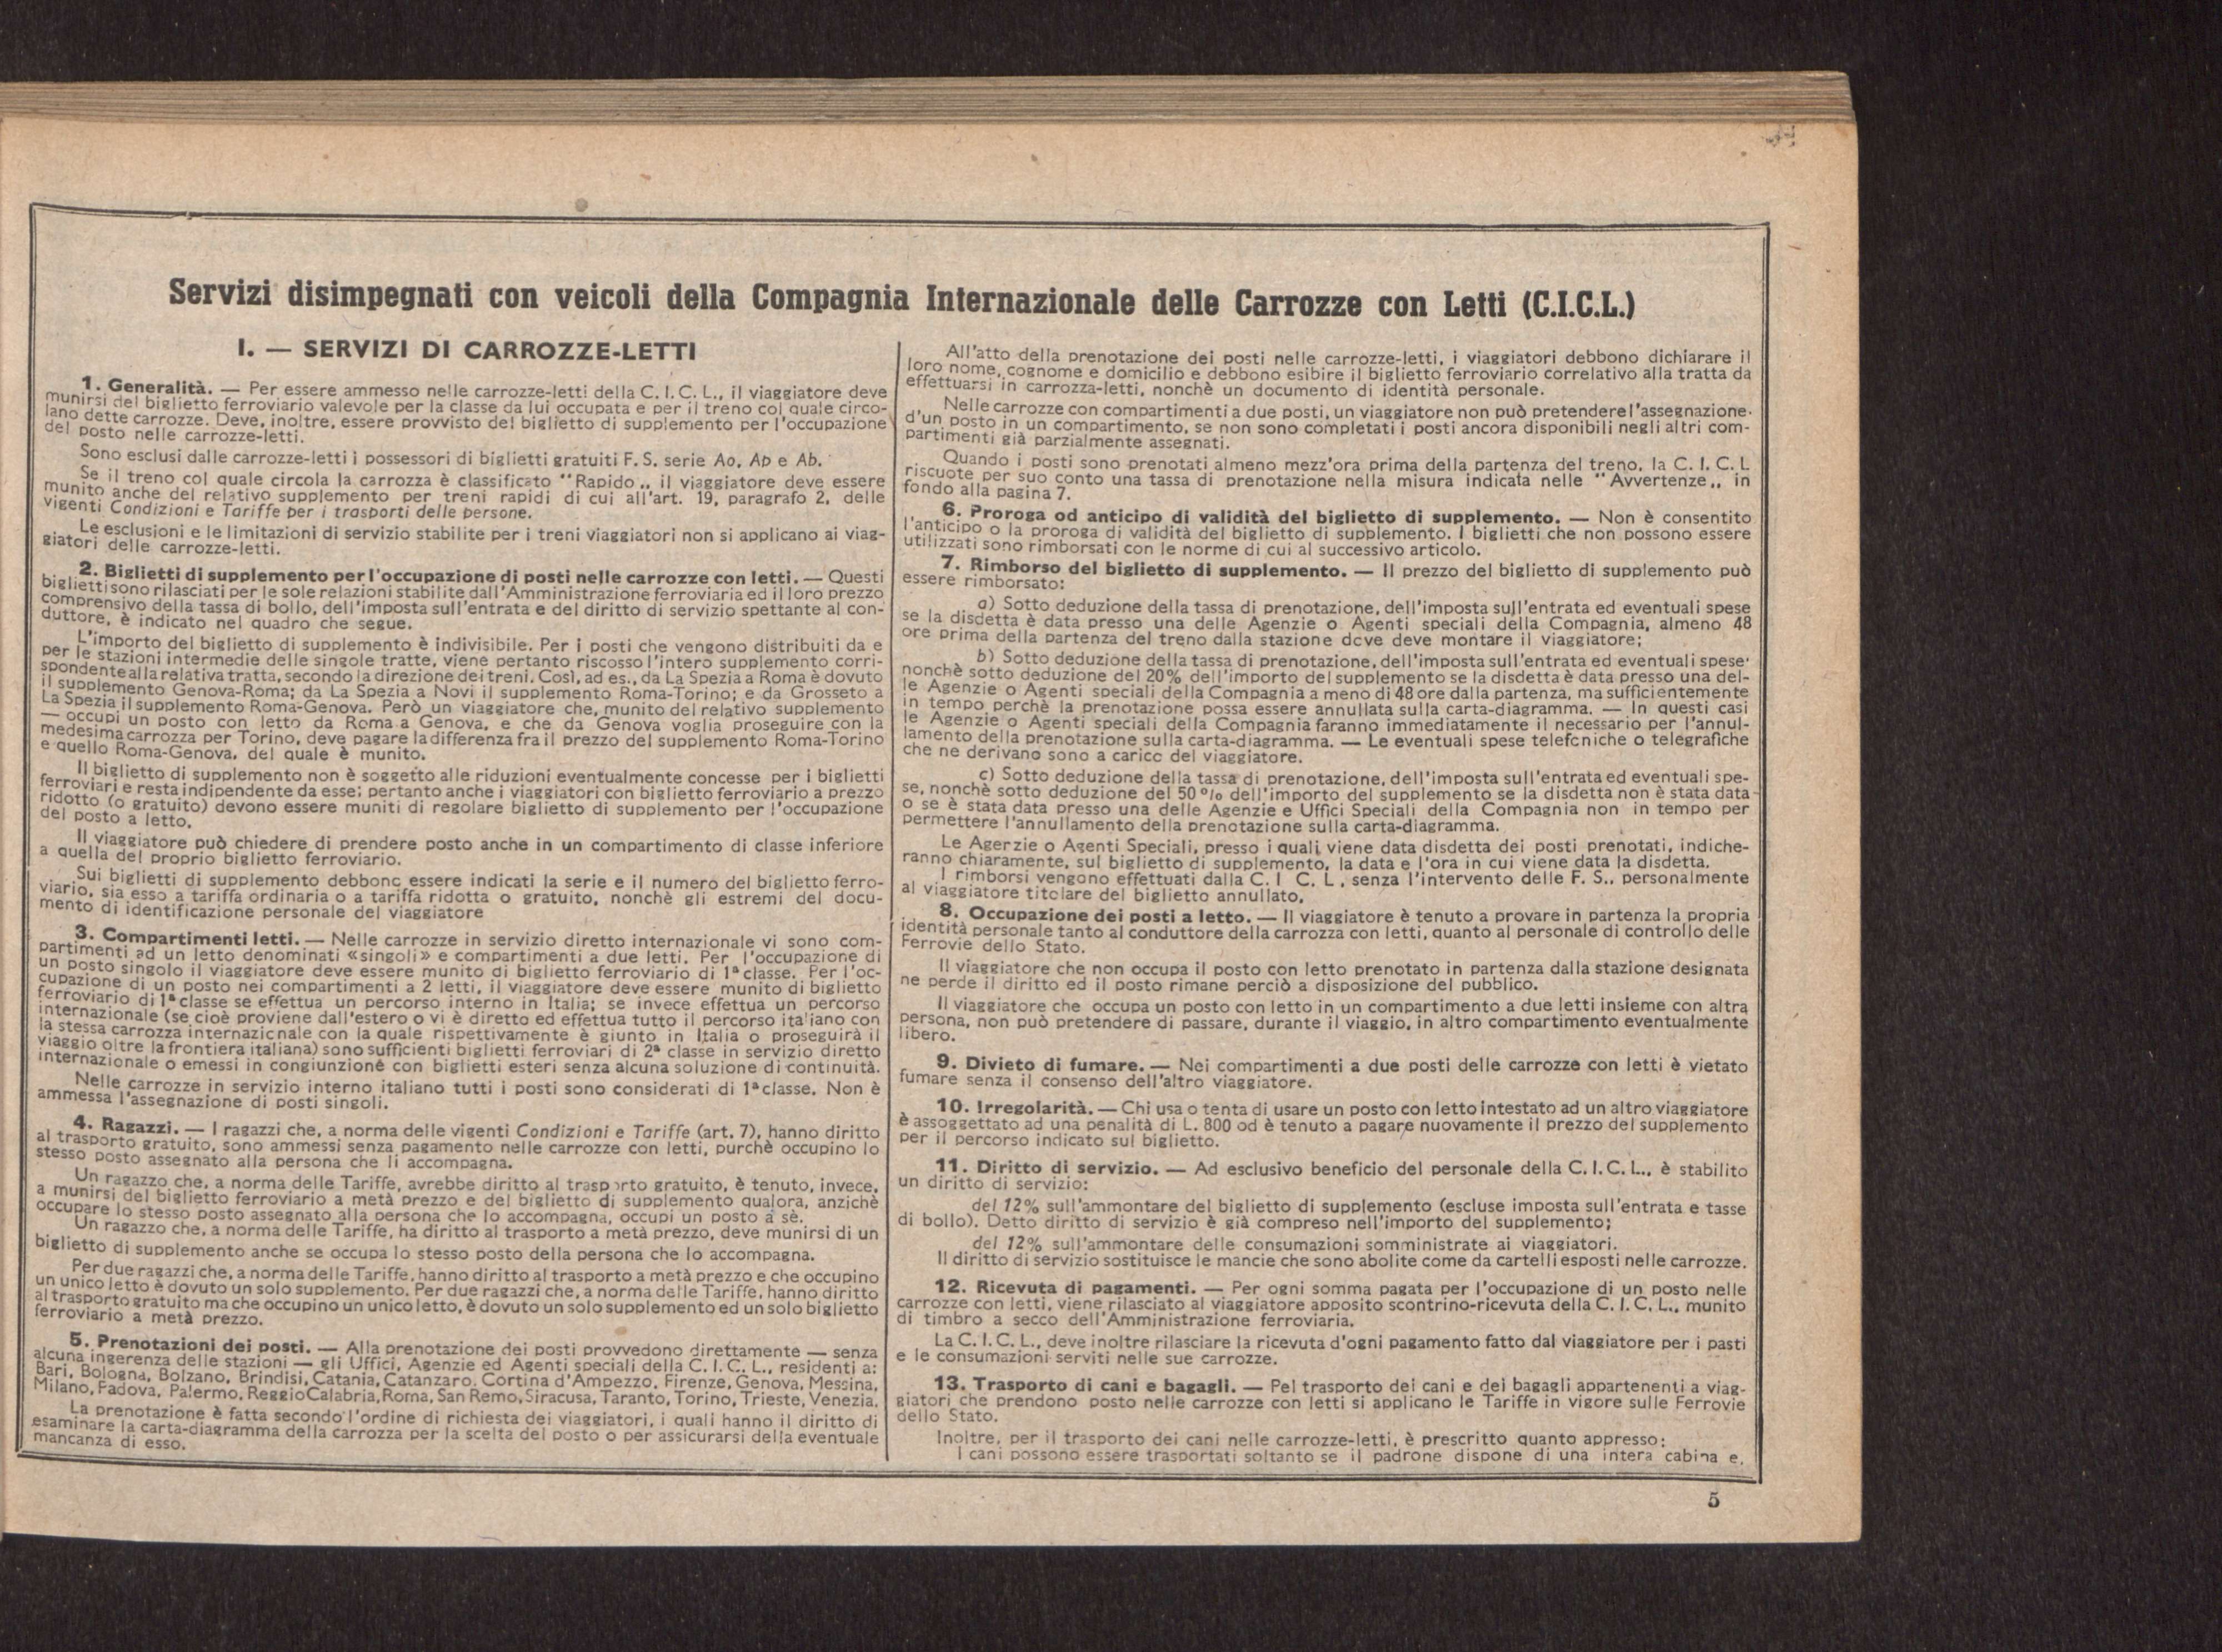 Servizi disimpegnati con veicoli della Compagnia Internazionale delle Carrozze con Letti (C.I.C.L.)
I. — SERVIZI DI CARROZZE-LETTI
1. Generalità. — Per essere ammesso nelle carrozze-letti della C. I. C. L., il viaggiatore deve
munirsi del biglietto ferroviario valevole per la classe da lui occupata e per il treno col quale circo-
lano dette carrozze. Deve, inoltre, essere provvisto del biglietto di supplemento per l'occupazione
del posto nelle carrozze-letti.
Sono esclusi dalle carrozze-letti i possessori di biglietti gratuiti F. S. serie Ao, Ap e Ab.
Se il treno col quale circola la carrozza è classificato "Rapido„ il viaggiatore deve essere
munito anche del relativo supplemento per treni rapidi di cui all'art. 19, paragrafo 2, delle
vigenti Condizioni e Tariffe per i trasporti delle persone.
Le esclusioni e le limitazioni di servizio stabilite per i treni viaggiatori non si applicano ai viag-
giatori delle carrozze-letti.
2. Biglietti di supplemento per l'occupazione di posti nelle carrozze con letti. — Questi
biglietti sono rilasciati per le sole relazioni stabilite dall'Amministrazione ferroviaria ed il loro prezzo
comprensivo della tassa di bollo, dell'imposta sull'entrata e del diritto di servizio spettante al con-
duttore, è indicato nel quadro che segue.
L'importo del biglietto di supplemento è indivisibile. Per i posti che vengono distribuiti da e
per le stazioni intermedie delle singole tratte, viene pertanto riscosso l'intero supplemento corri-
spondente alla relativa tratta, secondo la direzione dei treni. Così, ad es., da La Spezia a Roma è dovuto
il supplemento Genova-Roma; da La Spezia a Novi il supplemento Roma-Torino; e da Grosseto a
La Spezia il supplemento Roma-Genova. Però un viaggiatore che, munito del relativo supplemento
— occupi un posto con letto da Roma a Genova, e che da Genova voglia proseguire con la
medesima carrozza per Torino, deve pagare la differenza fra il prezzo del supplemento Roma-Torino
e quello Roma-Genova, del quale è munito.
Il biglietto di supplemento non è soggetto alle riduzioni eventualmente concesse per i biglietti
ferroviari e resta indipendente da esse; pertanto anche i viaggiatori con biglietto ferroviario a prezzo
ridotto (o gratuito) devono essere muniti di regolare biglietto di supplemento per l'occupazione
del posto a letto.
Il viaggiatore può chiedere di prendere posto anche in un compartimento di classe inferiore
a quella del proprio biglietto ferroviario.
Sui biglietti di supplemento debbono essere indicati la serie e il numero del biglietto ferro-
viario, sia esso a tariffa ordinaria o a tariffa ridotta o gratuito, nonchè gli estremi del docu-
mento di identificazione personale del viaggiatore
3. Compartimenti letti. — Nelle carrozze in servizio diretto internazionale vi sono com-
partimenti ad un letto denominati «singoli» e compartimenti a due letti. Per l'occupazione di
un posto singolo il viaggiatore deve essere munito di biglietto ferroviario di 1ª classe. Per l'oc-
cupazione di un posto nei compartimenti a 2 letti, il viaggiatore deve essere munito di biglietto
ferroviario di 1ª classe se effettua un percorso interno in Italia; se invece effettua un percorso
internazionale (se cioè proviene dall'estero o vi è diretto ed effettua tutto il percorso italiano con
la stessa carrozza internazionale con la quale rispettivamente è giunto in Italia o proseguirà il
viaggio oltre la frontiera italiana) sono sufficienti biglietti ferroviari di 2ª classe in servizio diretto
internazionale o emessi in congiunzione con biglietti esteri senza alcuna soluzione di continuità.
Nelle carrozze in servizio interno italiano tutti i posti sono considerati di 1ª classe. Non è
ammessa l'assegnazione di posti singoli.
4. Ragazzi. — I ragazzi che, a norma delle vigenti Condizioni e Tariffe (art. 7), hanno diritto
al trasporto gratuito, sono ammessi senza pagamento nelle carrozze con letti, purchè occupino lo
stesso posto assegnato alla persona che li accompagna.
Un ragazzo che, a norma delle Tariffe, avrebbe diritto al trasporto gratuito, è tenuto, invece,
a munirsi del biglietto ferroviario a metà prezzo e del biglietto di supplemento qualora, anzichè
occupare lo stesso posto assegnato alla persona che lo accompagna, occupi un posto a sè.
Un ragazzo che, a norma delle Tariffe, ha diritto al trasporto a metà prezzo, deve munirsi di un
biglietto di supplemento anche se occupa lo stesso posto della persona che lo accompagna.
Per due ragazzi che, a norma delle Tariffe, hanno diritto al trasporto a metà prezzo e che occupino
un unico letto è dovuto un solo supplemento. Per due ragazzi che, a norma delle Tariffe, hanno diritto
al trasporto gratuito ma che occupino un unico letto, è dovuto un solo supplemento ed un solo biglietto
ferroviario a metà prezzo.
5. Prenotazioni dei posti. — Alla prenotazione dei posti provvedono direttamente — senza
alcuna ingerenza delle stazioni — gli Uffici, Agenzie ed Agenti speciali della C. I. C. L., residenti a:
Bari, Bologna, Bolzano, Brindisi, Catania, Catanzaro, Cortina d'Ampezzo, Firenze, Genova, Messina,
Milano, Fadova, Palermo, Reggio Calabria, Roma, San Remo, Siracusa, Taranto, Torino, Trieste, Venezia.
La prenotazione è fatta secondo l'ordine di richiesta dei viaggiatori, i quali hanno il diritto di
esaminare la carta-diagramma della carrozza per la scelta del posto o per assicurarsi della eventuale
mancanza di esso.
All'atto della prenotazione dei posti nelle carrozze-letti, i viaggiatori debbono dichiarare il
loro nome, cognome e domicilio e debbono esibire il biglietto ferroviario correlativo alla tratta da
effettuarsi in carrozza-letti, nonchè un documento di identità personale.
Nelle carrozze con compartimenti a due posti, un viaggiatore non può pretendere l'assegnazione
d'un posto in un compartimento, se non sono completati i posti ancora disponibili negli altri com-
partimenti già parzialmente assegnati.
Quando i posti sono prenotati almeno mezz'ora prima della partenza del treno, la C. I. C. L
riscuote per suo conto una tassa di prenotazione nella misura indicata nelle "Avvertenze„ in
fondo alla pagina 7.
6. Proroga od anticipo di validità del biglietto di supplemento. — Non è consentito
l'anticipo o la proroga di validità del biglietto di supplemento. I biglietti che non possono essere
utilizzati sono rimborsati con le norme di cui al successivo articolo.
7. Rimborso del biglietto di supplemento. — Il prezzo del biglietto di supplemento può
essere rimborsato:
a) Sotto deduzione della tassa di prenotazione, dell'imposta sull'entrata ed eventuali spese
se la disdetta è data presso una delle Agenzie o Agenti speciali della Compagnia, almeno 48
ore prima della partenza del treno dalla stazione dove deve montare il viaggiatore;
b) Sotto deduzione della tassa di prenotazione, dell'imposta sull'entrata ed eventuali spese
nonchè sotto deduzione del 20% dell'importo del supplemento se la disdetta è data presso una del-
le Agenzie o Agenti speciali della Compagnia a meno di 48 ore dalla partenza, ma sufficientemente
in tempo perchè la prenotazione possa essere annullata sulla carta-diagramma. — In questi casi
le Agenzie o Agenti speciali della Compagnia faranno immediatamente il necessario per l'annul-
lamento della prenotazione sulla carta-diagramma. — Le eventuali spese telefoniche o telegrafiche
che ne derivano sono a carico del viaggiatore.
c) Sotto deduzione della tassa di prenotazione, dell'imposta sull'entrata ed eventuali spe-
se, nonchè sotto deduzione del 50% dell'importo del supplemento se la disdetta non è stata data
o se è stata data presso una delle Agenzie e Uffici Speciali della Compagnia non in tempo per
permettere l'annullamento della prenotazione sulla carta-diagramma.
Le Agenzie o Agenti Speciali, presso i quali viene data disdetta dei posti prenotati, indiche-
ranno chiaramente, sul biglietto di supplemento, la data e l'ora in cui viene data la disdetta.
I rimborsi vengono effettuati dalla C. I C. L, senza l'intervento delle F. S., personalmente
al viaggiatore titolare del biglietto annullato.
8. Occupazione dei posti a letto. — Il viaggiatore è tenuto a provare in partenza la propria
identità personale tanto al conduttore della carrozza con letti, quanto al personale di controllo delle
Ferrovie dello Stato.
Il viaggiatore che non occupa il posto con letto prenotato in partenza dalla stazione designata
ne perde il diritto ed il posto rimane perciò a disposizione del pubblico.
Il viaggiatore che occupa un posto con letto in un compartimento a due letti insieme con altra
persona, non può pretendere di passare, durante il viaggio, in altro compartimento eventualmente
libero.
9. Divieto di fumare. — Nei compartimenti a due posti delle carrozze con letti è vietato
fumare senza il consenso dell'altro viaggiatore.
10. Irregolarità. — Chi usa o tenta di usare un posto con letto intestato ad un altro viaggiatore
è assoggettato ad una penalità di L. 800 od è tenuto a pagare nuovamente il prezzo del supplemento
per il percorso indicato sul biglietto.
11. Diritto di servizio. — Ad esclusivo beneficio del personale della C. I. C. L., è stabilito
un diritto di servizio:
del 12% sull'ammontare del biglietto di supplemento (escluse imposta sull'entrata e tasse
di bollo). Detto diritto di servizio è già compreso nell'importo del supplemento;
del 12% sull'ammontare delle consumazioni somministrate ai viaggiatori.
Il diritto di servizio sostituisce le mancie che sono abolite come da cartelli esposti nelle carrozze.
12. Ricevuta di pagamenti. — Per ogni somma pagata per l'occupazione di un posto nelle
carrozze con letti, viene rilasciato al viaggiatore apposito scontrino-ricevuta della C. I. C. L., munito
di timbro a secco dell'Amministrazione ferroviaria.
La C. I. C. L., deve inoltre rilasciare la ricevuta d'ogni pagamento fatto dal viaggiatore per i pasti
e le consumazioni serviti nelle sue carrozze.
13. Trasporto di cani e bagagli. — Pel trasporto dei cani e dei bagagli appartenenti a viag-
giatori che prendono posto nelle carrozze con letti si applicano le Tariffe in vigore sulle Ferrovie
dello Stato.
Inoltre, per il trasporto dei cani nelle carrozze-letti, è prescritto quanto appresso:
I cani possono essere trasportati soltanto se il padrone dispone di una intera cabina e,
5